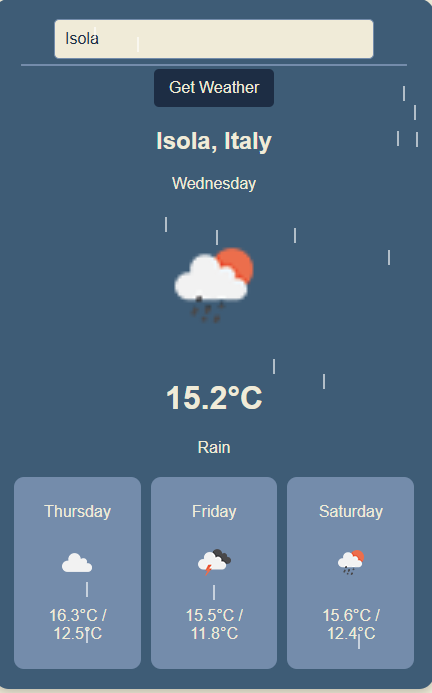 Isola
Get Weather
Isola, Italy
Wednesday
15.2°C
Rain
Thursday
16.3°C /
12.5°C
Friday
15.5°C /
11.8°C
Saturday
15.6°C /
12.4°C